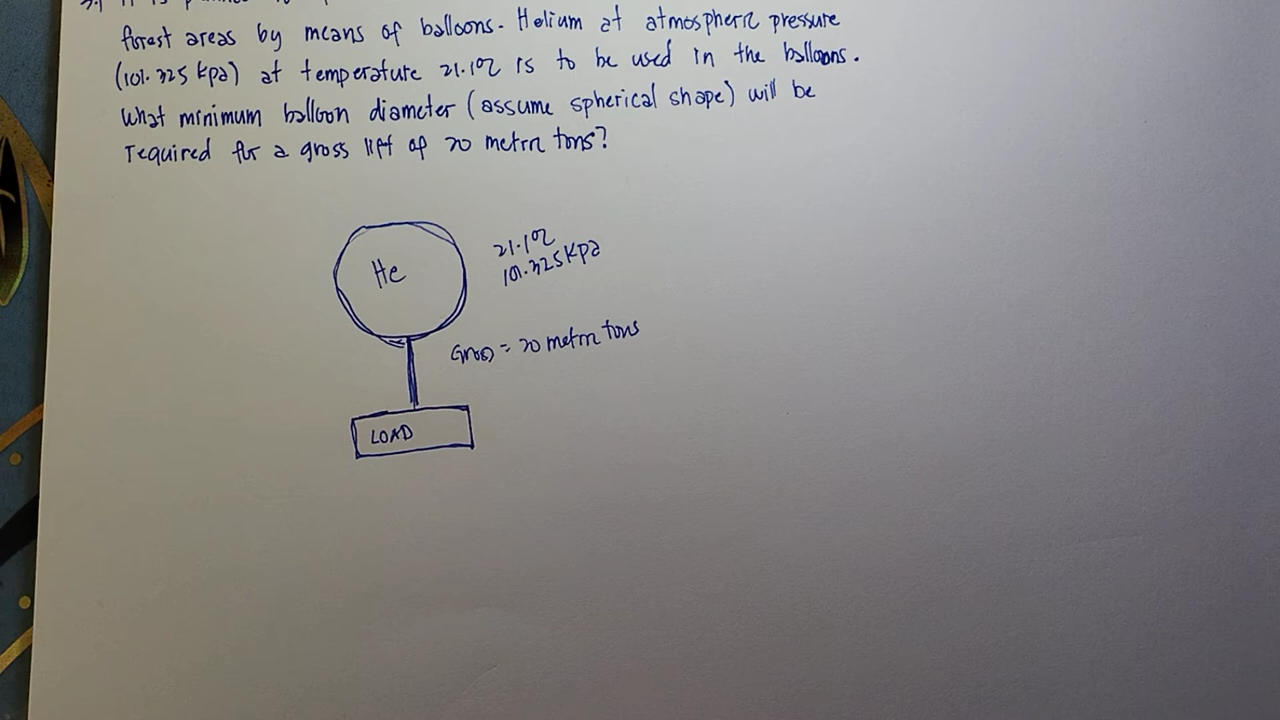 forest areas by means of balloons. Helium at atmospheric pressure
(101.325 kpa) at temperature 21.1°C is to be used in the balloons.
What minimum balloon diameter (assume spherical shape) will be
required for a gross lift of 20 metric tons?
He
21.1°C
101.325 Kpa
Gross = 20 metric tons
LOAD